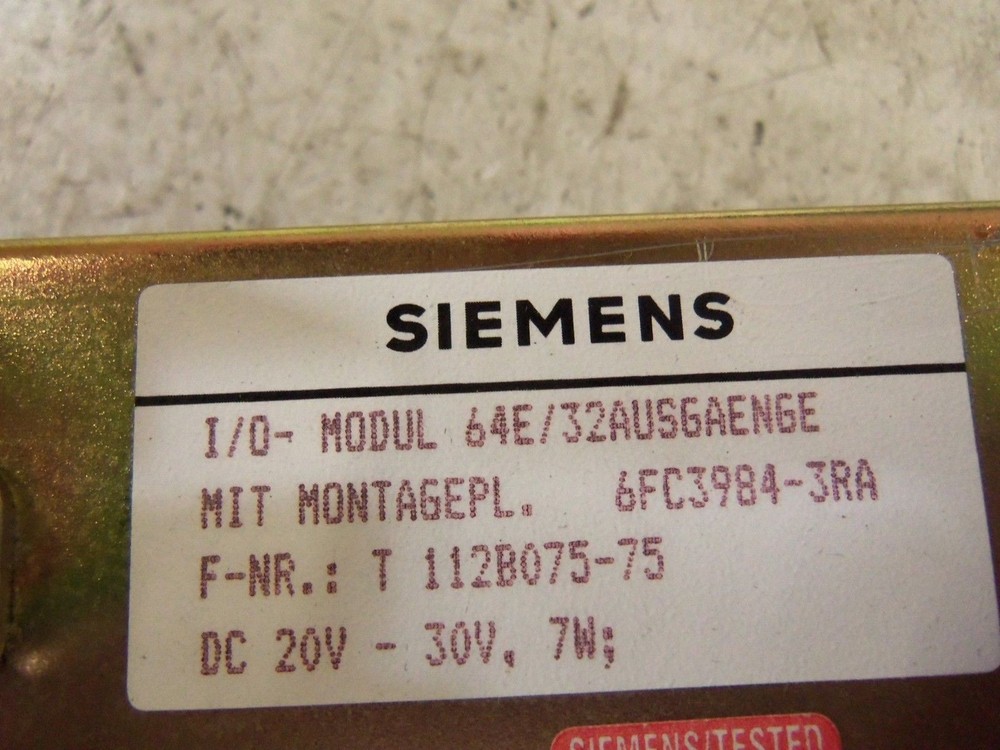 SIEMENS
I/O- MODUL 64E/32AUSGAENGE
MIT MONTAGEPL. 6FC3984-3RA
F-NR.: T 112B075-75
DC 20V - 30V, 7W;
SIEMENS/TESTED